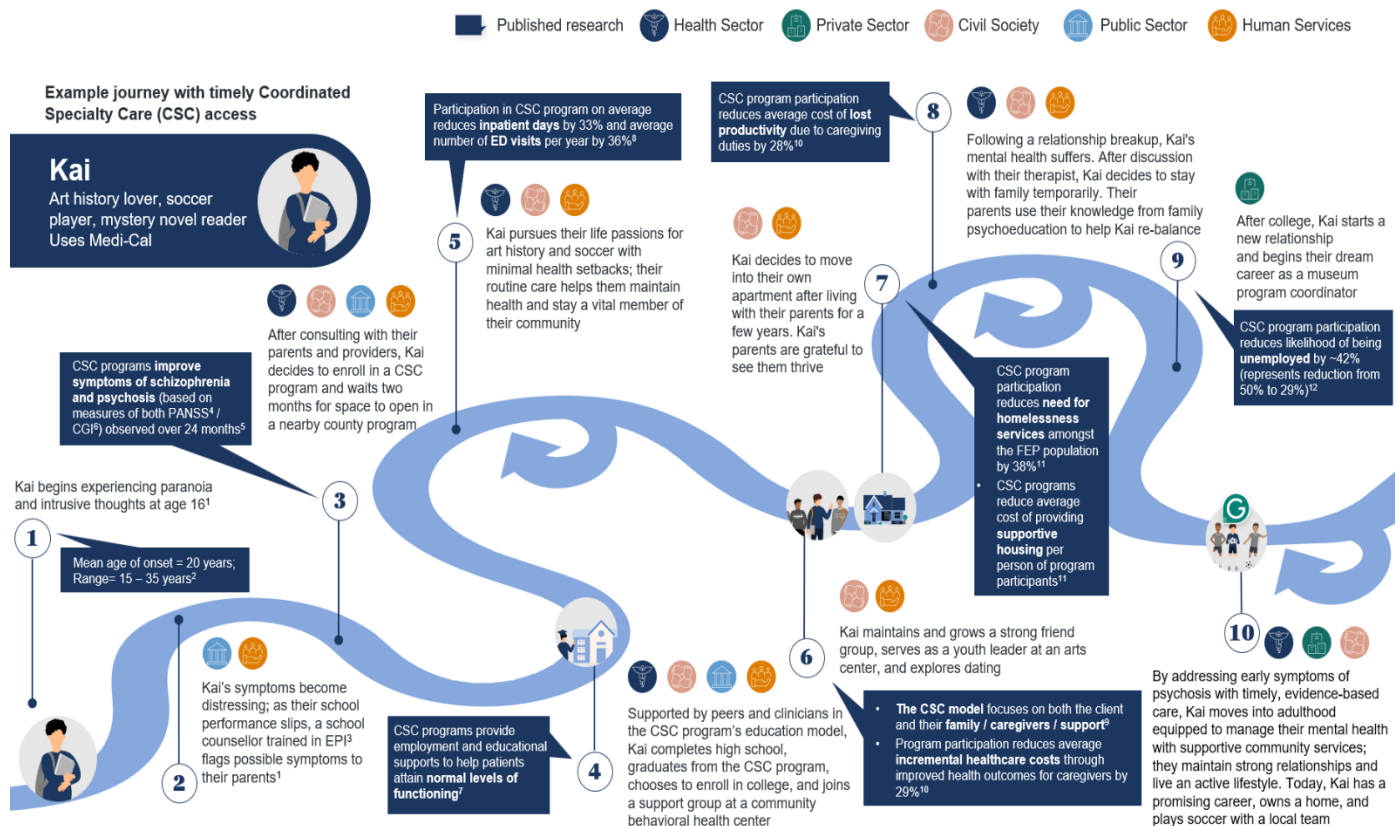 Published research
Health Sector
Private Sector
Civil Society
Public Sector
Human Services
Example journey with timely Coordinated
Specialty Care (CSC) access
Kai
Art history lover, soccer
player, mystery novel reader
Uses Medi-Cal
Kai begins experiencing paranoia
and intrusive thoughts at age 16¹
1
Mean age of onset = 20 years;
Range= 15 – 35 years²
2
Kai's symptoms become
distressing; as their school
performance slips, a school
counsellor trained in EPI³
flags possible symptoms to
their parents¹
CSC programs improve
symptoms of schizophrenia
and psychosis (based on
measures of both PANSS⁴ /
CGI⁶) observed over 24 months⁵
3
After consulting with their
parents and providers, Kai
decides to enroll in a CSC
program and waits two
months for space to open in
a nearby county program
CSC programs provide
employment and educational
supports to help patients
attain normal levels of
functioning⁷
4
Supported by peers and clinicians in
the CSC program's education model,
Kai completes high school,
graduates from the CSC program,
chooses to enroll in college, and joins
a support group at a community
behavioral health center
Participation in CSC program on average
reduces inpatient days by 33% and average
number of ED visits per year by 36%⁸
5
Kai pursues their life passions for
art history and soccer with
minimal health setbacks; their
routine care helps them maintain
health and stay a vital member of
their community
6
Kai maintains and grows a strong friend
group, serves as a youth leader at an arts
center, and explores dating
• The CSC model focuses on both the client
and their family / caregivers / support⁹
• Program participation reduces average
incremental healthcare costs through
improved health outcomes for caregivers by
29%¹⁰
Kai decides to move
into their own
apartment after living
with their parents for a
few years. Kai's
parents are grateful to
see them thrive
7
CSC program
participation
reduces need for
homelessness
services amongst
the FEP population
by 38%¹¹
• CSC programs
reduce average
cost of providing
supportive
housing per
person of program
participants¹¹
CSC program participation
reduces average cost of lost
productivity due to caregiving
duties by 28%¹⁰
8
Following a relationship breakup, Kai's
mental health suffers. After discussion
with their therapist, Kai decides to stay
with family temporarily. Their
parents use their knowledge from family
psychoeducation to help Kai re-balance
9
After college, Kai starts a
new relationship
and begins their dream
career as a museum
program coordinator
CSC program participation
reduces likelihood of being
unemployed by ~42%
(represents reduction from
50% to 29%)¹²
G
10
By addressing early symptoms of
psychosis with timely, evidence-based
care, Kai moves into adulthood
equipped to manage their mental health
with supportive community services;
they maintain strong relationships and
live an active lifestyle. Today, Kai has a
promising career, owns a home, and
plays soccer with a local team